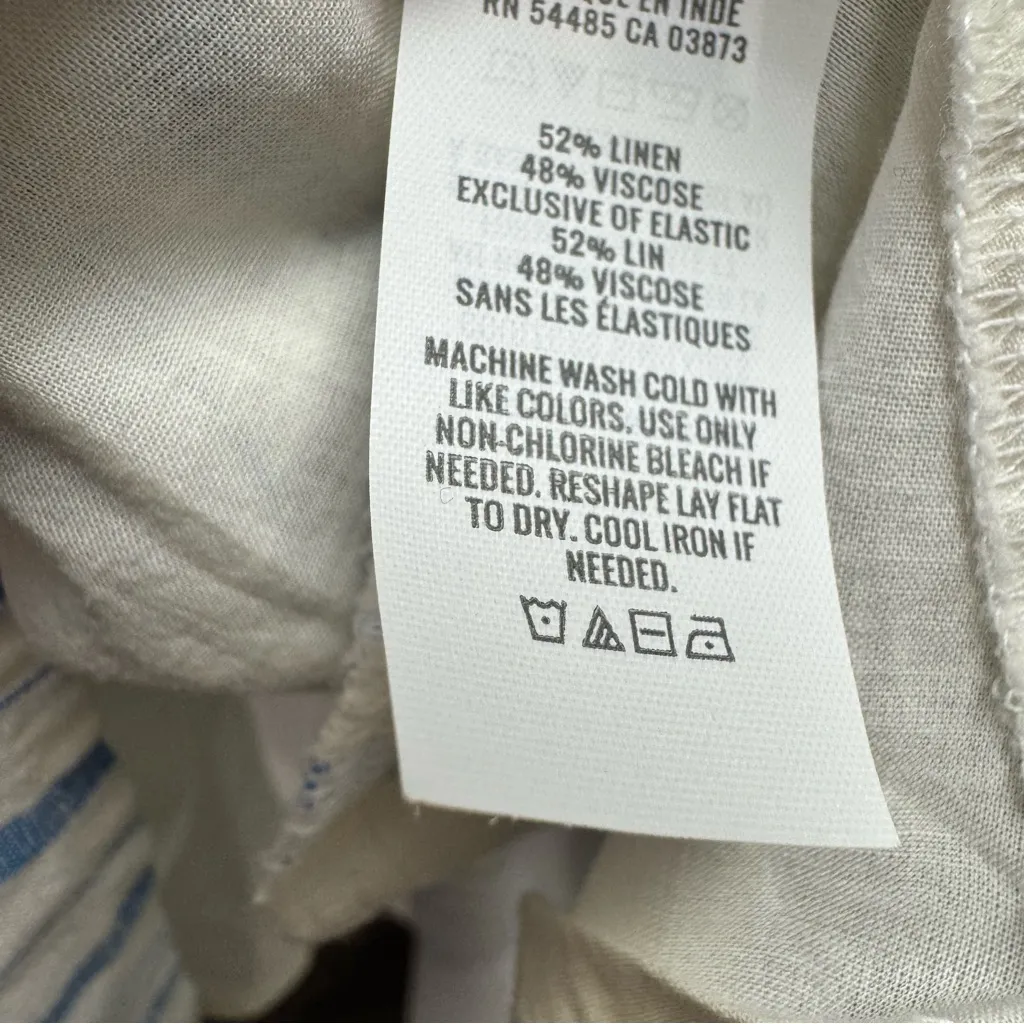 EN INDE
RN 54485 CA 03873
52% LINEN
48% VISCOSE
EXCLUSIVE OF ELASTIC
52% LIN
48% VISCOSE
SANS LES ÉLASTIQUES
MACHINE WASH COLD WITH
LIKE COLORS. USE ONLY
NON-CHLORINE BLEACH IF
NEEDED. RESHAPE LAY FLAT
TO DRY. COOL IRON IF
NEEDED.